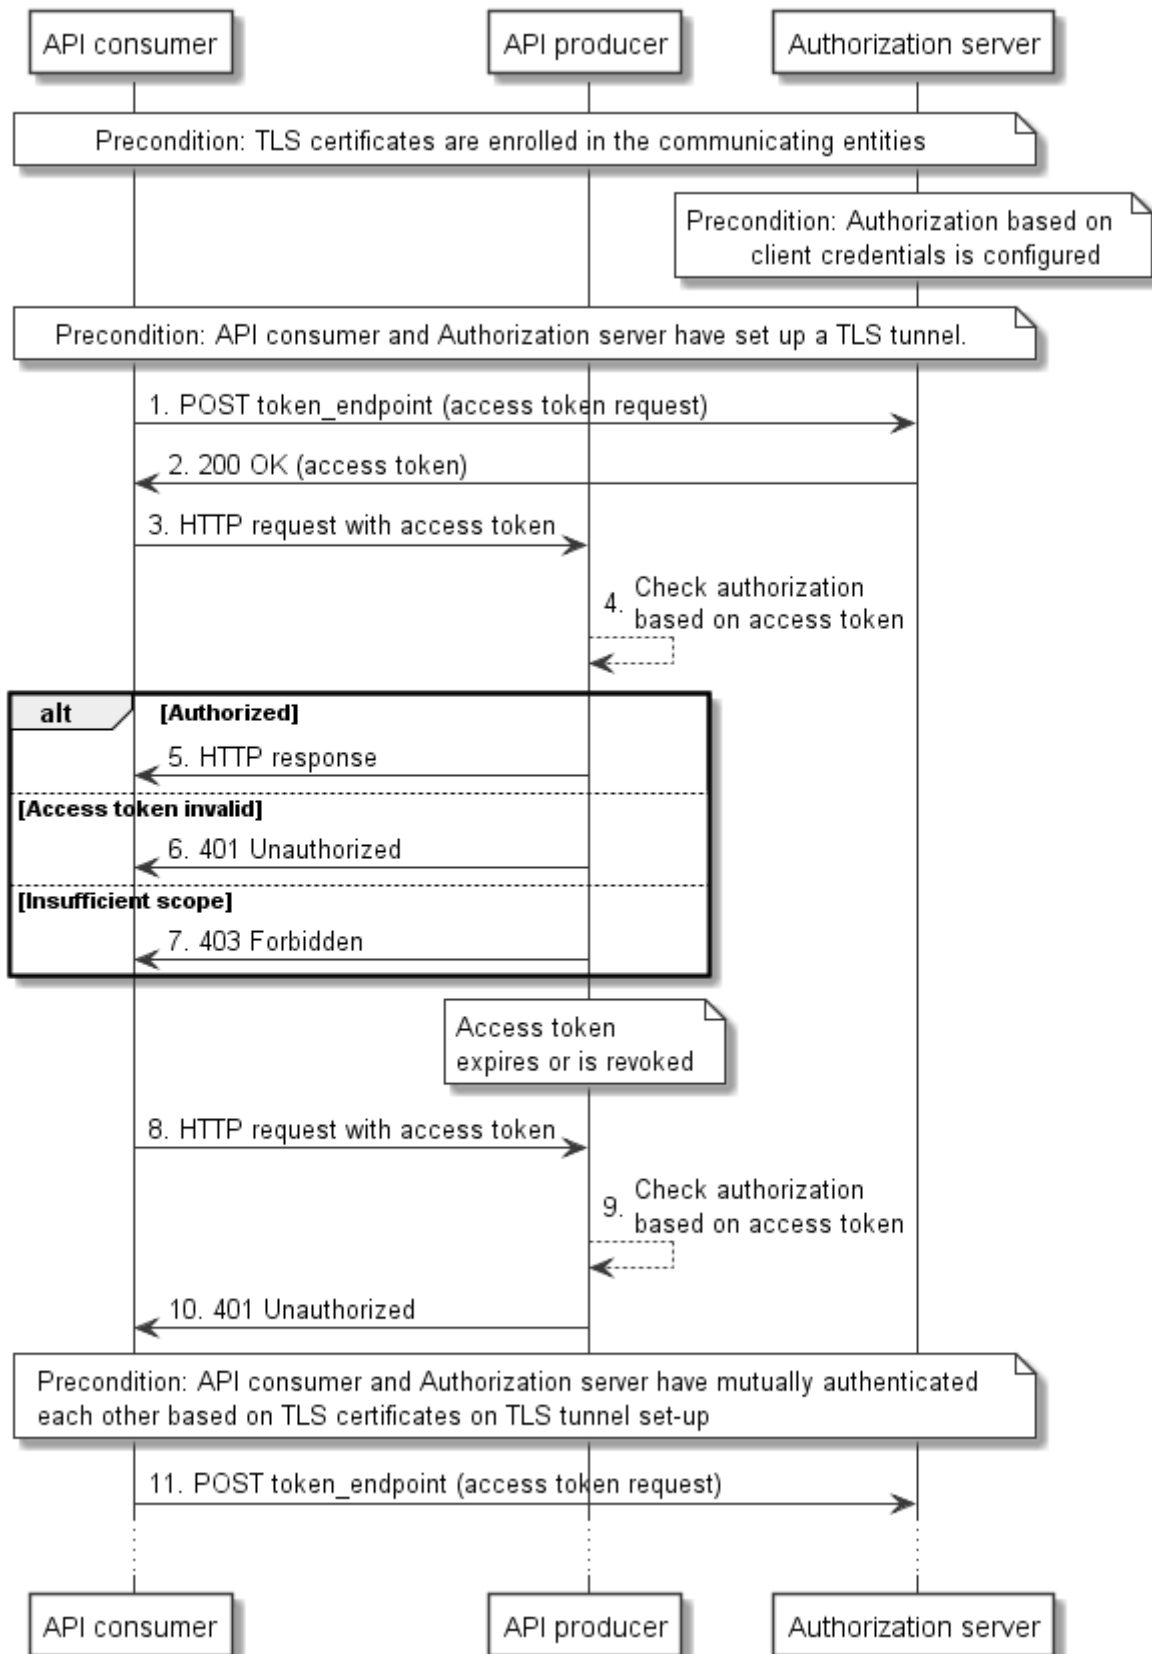 API consumer
API producer
Authorization server
Precondition: TLS certificates are enrolled in the communicating entities
Precondition: Authorization based on
client credentials is configured
Precondition: API consumer and Authorization server have set up a TLS tunnel.
1. POST token_endpoint (access token request)
2. 200 OK (access token)
3. HTTP request with access token
4. Check authorization
based on access token
alt [Authorized]
5. HTTP response
[Access token invalid]
6. 401 Unauthorized
[Insufficient scope]
7. 403 Forbidden
Access token
expires or is revoked
8. HTTP request with access token
9. Check authorization
based on access token
10. 401 Unauthorized
Precondition: API consumer and Authorization server have mutually authenticated
each other based on TLS certificates on TLS tunnel set-up
11. POST token_endpoint (access token request)
API consumer
API producer
Authorization server